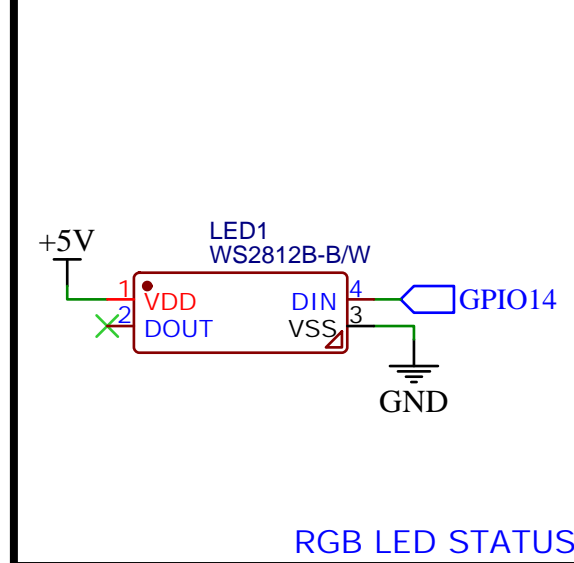 +5V
LED1
WS2812B-B/W
1
VDD
DIN
4
GPIO14
2
DOUT
VSS
3
GND
RGB LED STATUS